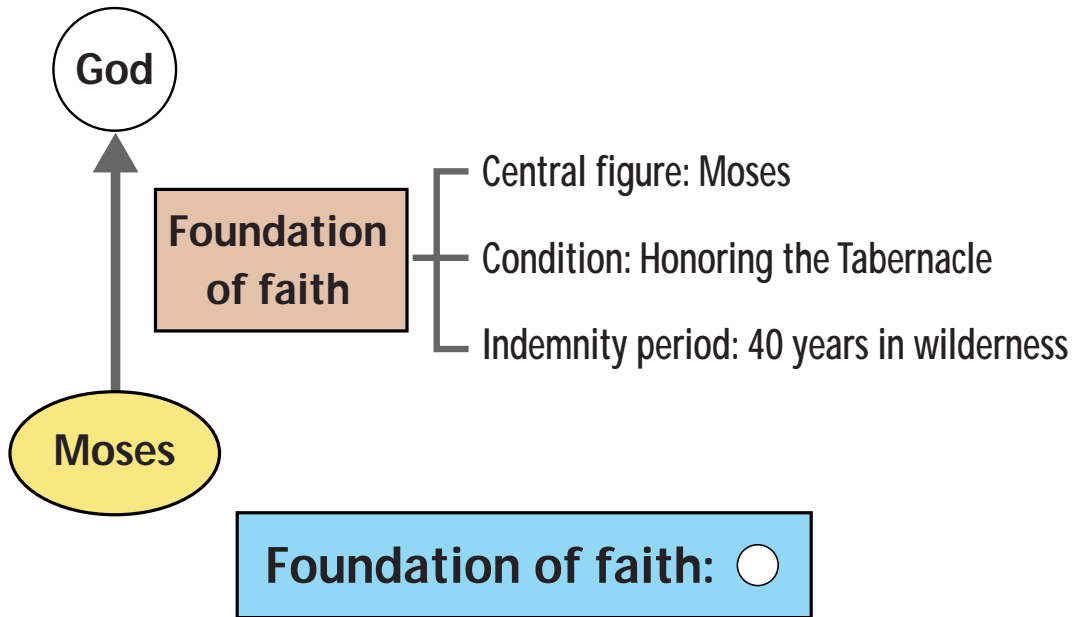 God
Foundation
of faith
Central figure: Moses
Condition: Honoring the Tabernacle
Indemnity period: 40 years in wilderness
Moses
Foundation of faith: